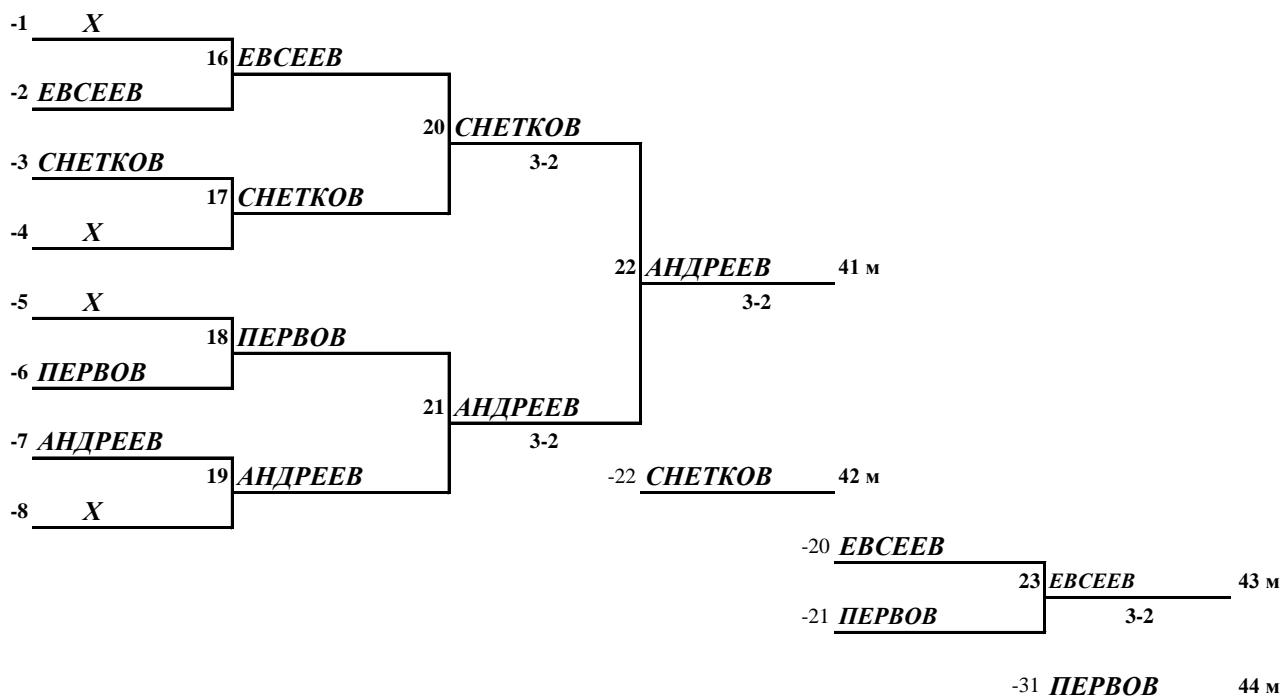 -1 X
16 ЕВСЕЕВ
-2 ЕВСЕЕВ
20 СНЕТКОВ
3-2
-3 СНЕТКОВ
17 СНЕТКОВ
-4 X
22 АНДРЕЕВ 41 м
3-2
-5 X
18 ПЕРВОВ
-6 ПЕРВОВ
21 АНДРЕЕВ
3-2
-7 АНДРЕЕВ
19 АНДРЕЕВ
-22 СНЕТКОВ 42 м
-8 X
-20 ЕВСЕЕВ
23 ЕВСЕЕВ 43 м
3-2
-21 ПЕРВОВ
-31 ПЕРВОВ 44 м